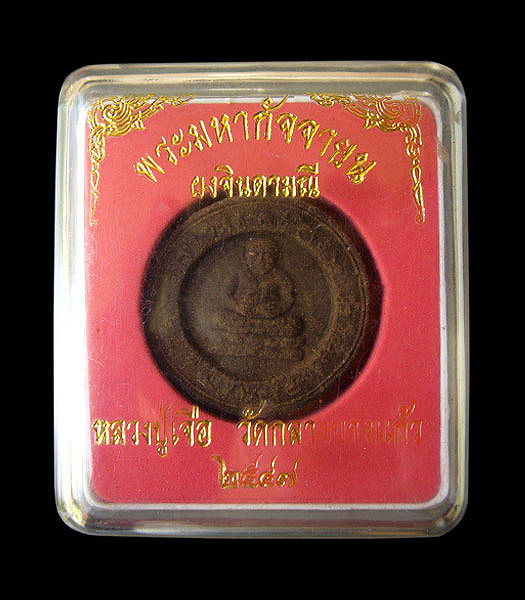 พระมหากัจจายน
ผงจินดามณี
หลวงปู่เจือ วัดกลางบางแก้ว
๒๕๔๗